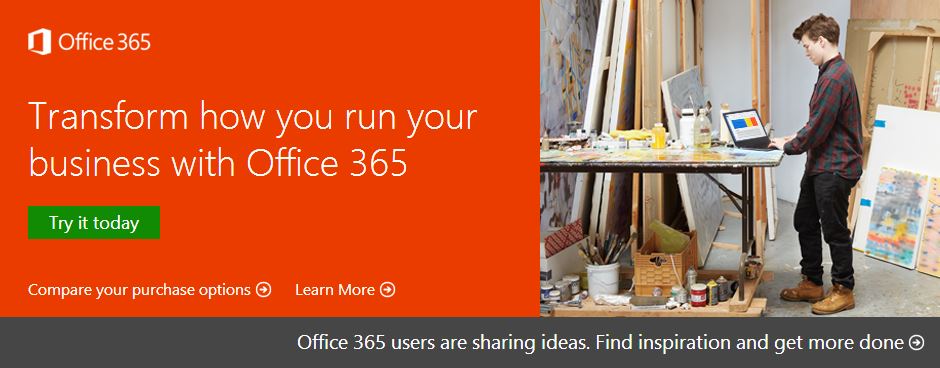 Office 365
Transform how you run your
business with Office 365
Try it today
Compare your purchase options
Learn More
Office 365 users are sharing ideas. Find inspiration and get more done